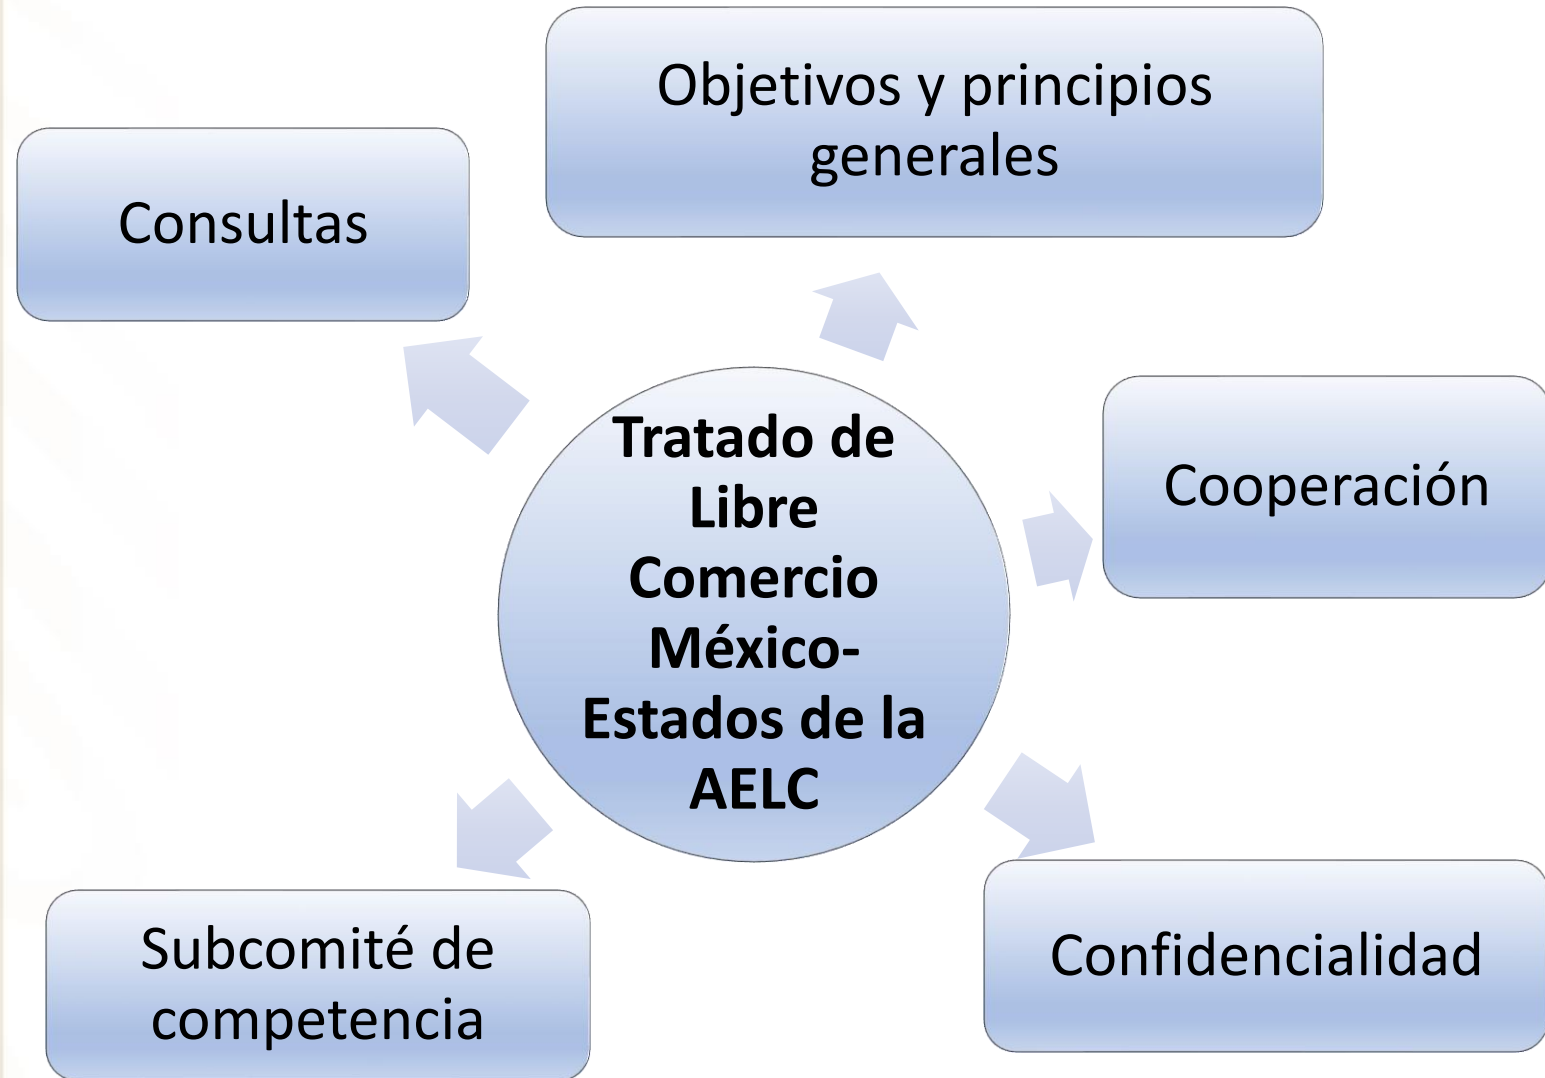 Objetivos y principios
generales
Consultas
Tratado de
Libre
Comercio
México-
Estados de la
AELC
Cooperación
Subcomité de
competencia
Confidencialidad